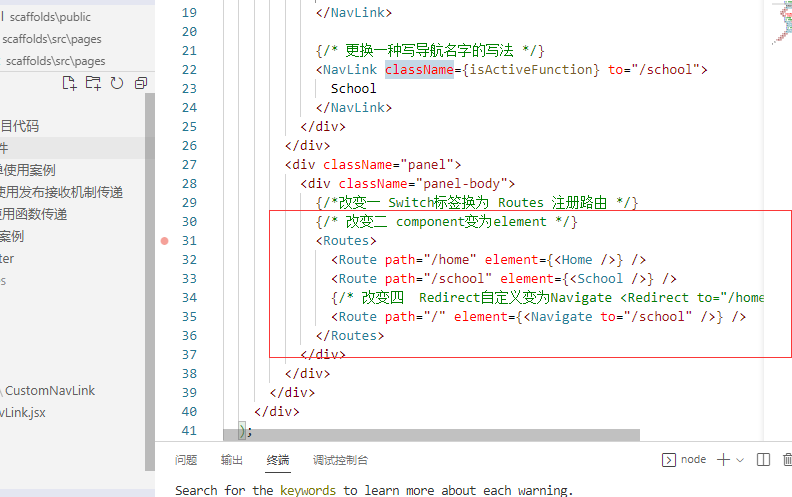 scaffolds\public
scaffolds\src\pages
scaffolds\src\pages
目代码
件
单使用案例
使用发布接收机制传递
使用函数传递
案例
ter
es
\CustomNavLink
vLink.jsx
19 </NavLink>
20
21 {/* 更换一种写导航名字的写法 */}
22 <NavLink className={isActiveFunction} to="/school">
23 School
24 </NavLink>
25 </div>
26 </div>
27 <div className="panel">
28 <div className="panel-body">
29 {/*改变一 Switch标签换为 Routes 注册路由 */}
30 {/* 改变二 component变为element */}
31 <Routes>
32 <Route path="/home" element={<Home />} />
33 <Route path="/school" element={<School />} />
34 {/* 改变四 Redirect自定义变为Navigate <Redirect to="/home
35 <Route path="/" element={<Navigate to="/school" />} />
36 </Routes>
37 </div>
38 </div>
39 </div>
40 </div>
41 );
问题 输出 终端 调试控制台 node
Search for the keywords to learn more about each warning.